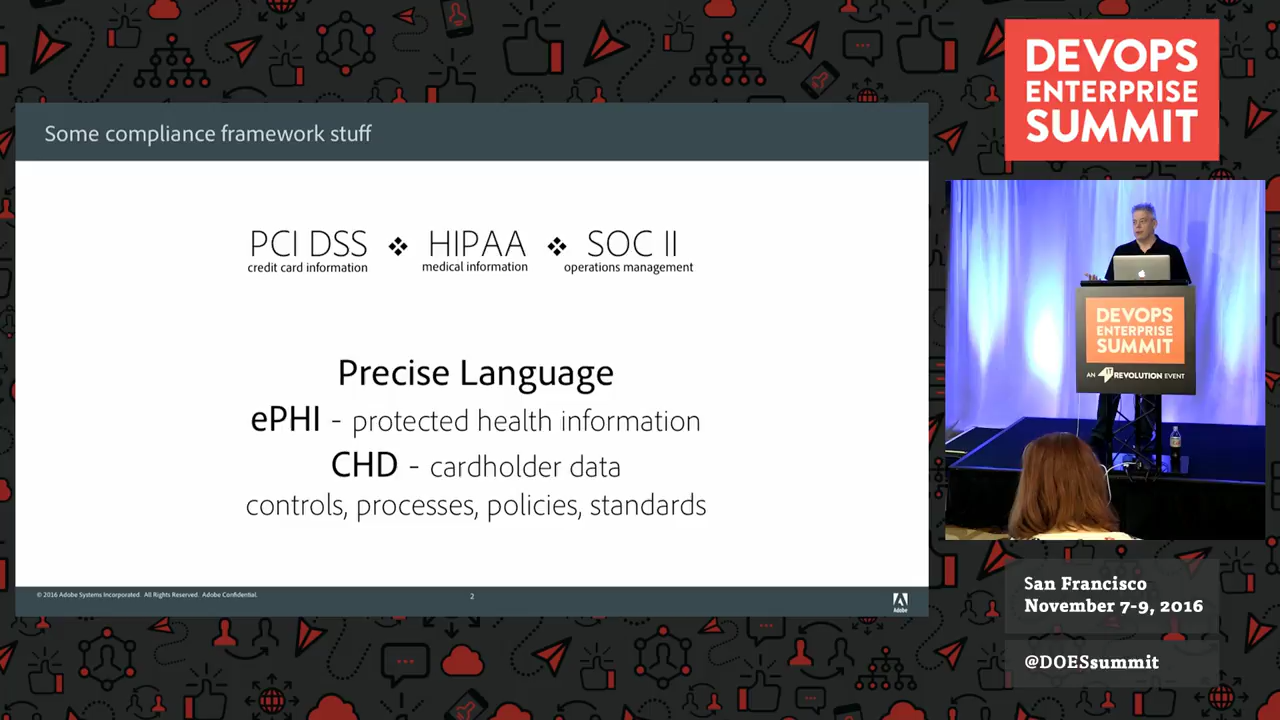 Some compliance framework stuff
PCI DSS ❖ HIPAA ❖ SOC II
credit card information medical information operations management
Precise Language
ePHI - protected health information
CHD - cardholder data
controls, processes, policies, standards
© 2016 Adobe Systems Incorporated. All Rights Reserved. Adobe Confidential.
2
Adobe
DEVOPS
ENTERPRISE
SUMMIT
DEVOPS
ENTERPRISE
SUMMIT
AN IT REVOLUTION EVENT
San Francisco
November 7-9, 2016
@DOESsummit